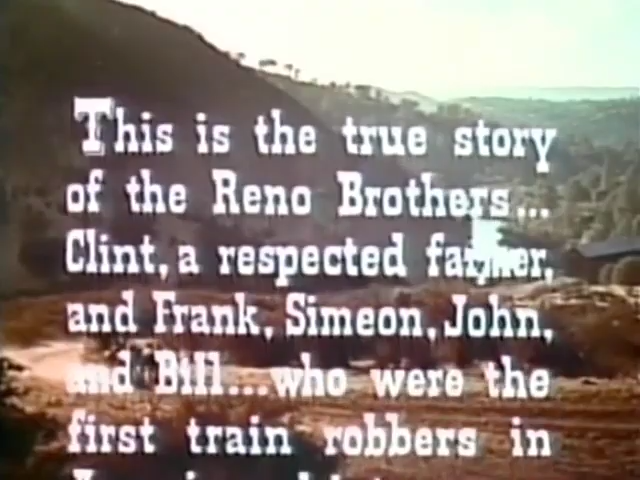 This is the true story
of the Reno Brothers...
Clint, a respected farmer,
and Frank, Simeon, John,
and Bill...who were the
first train robbers in